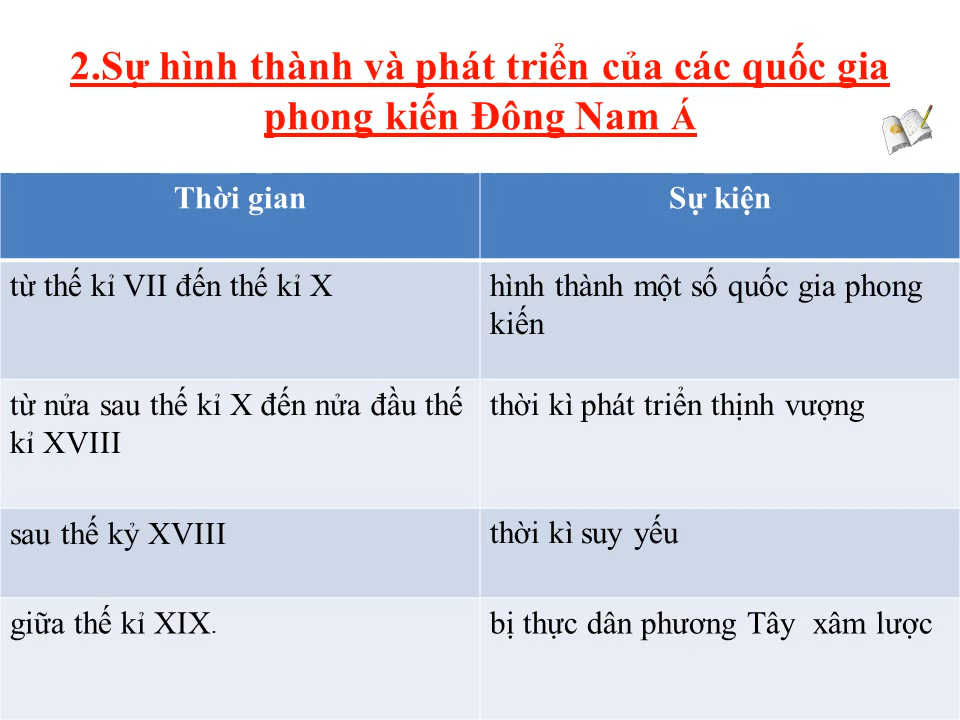 2.Sự hình thành và phát triển của các quốc gia
phong kiến Đông Nam Á
Thời gian
Sự kiện
từ thế kỉ VII đến thế kỉ X
hình thành một số quốc gia phong
kiến
từ nửa sau thế kỉ X đến nửa đầu thế
kỉ XVIII
thời kì phát triển thịnh vượng
sau thế kỷ XVIII
thời kì suy yếu
giữa thế kỉ XIX.
bị thực dân phương Tây xâm lược